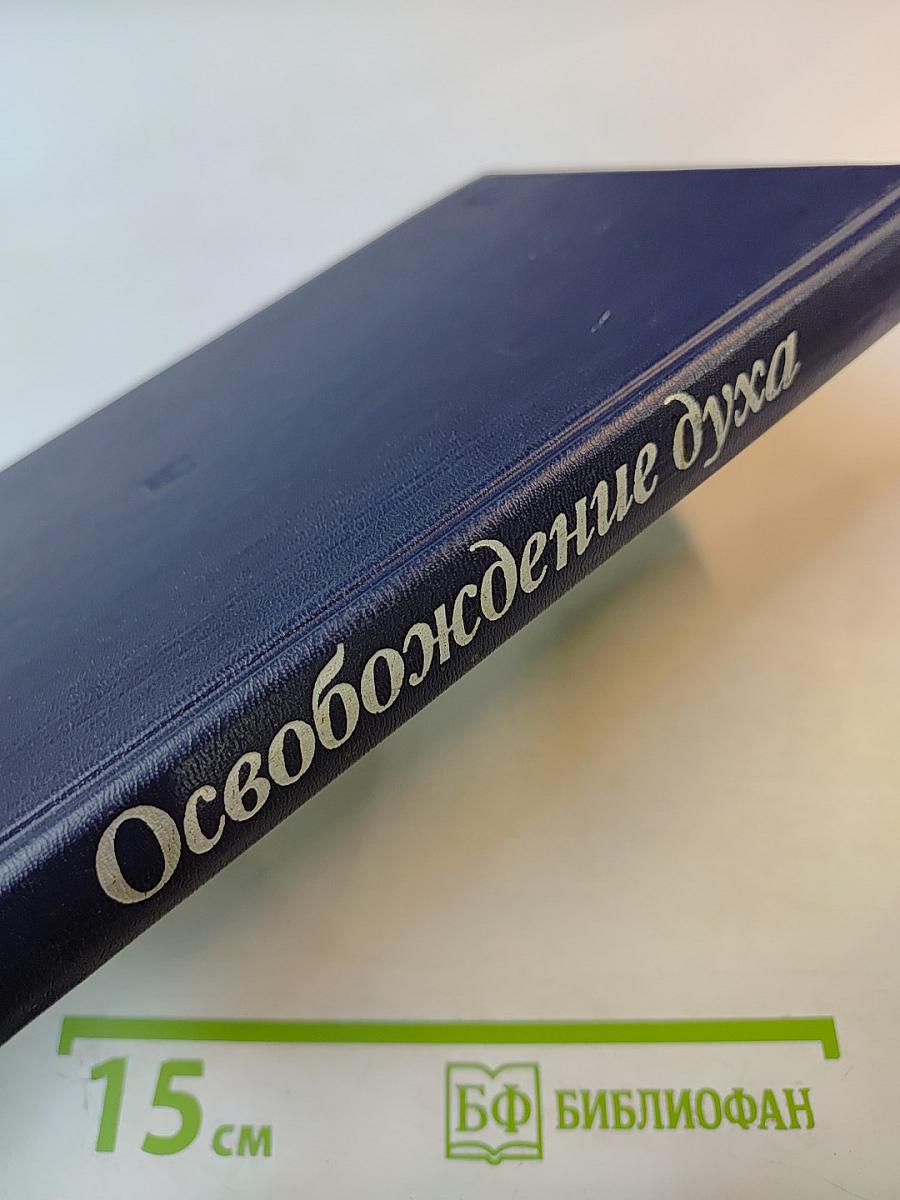 Освобождение духа
15 см
БФ БИБЛИОФАН